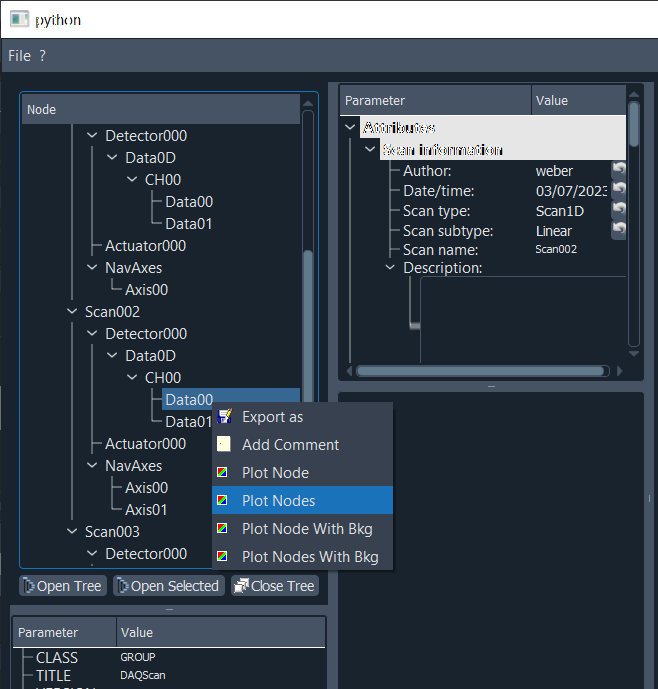 python
File ?
Node
Detector000
Data0D
CH00
Data00
Data01
Actuator000
NavAxes
Axis00
Scan002
Detector000
Data0D
CH00
Data00
Data01
Actuator000
NavAxes
Axis00
Axis01
Scan003
Detector000
Export as
Add Comment
Plot Node
Plot Nodes
Plot Node With Bkg
Plot Nodes With Bkg
Open Tree Open Selected Close Tree
Parameter Value
CLASS GROUP
TITLE DAQScan
Parameter Value
Attributes
Scan information
Author: weber
Date/time: 03/07/2023
Scan type: Scan1D
Scan subtype: Linear
Scan name: Scan002
Description: